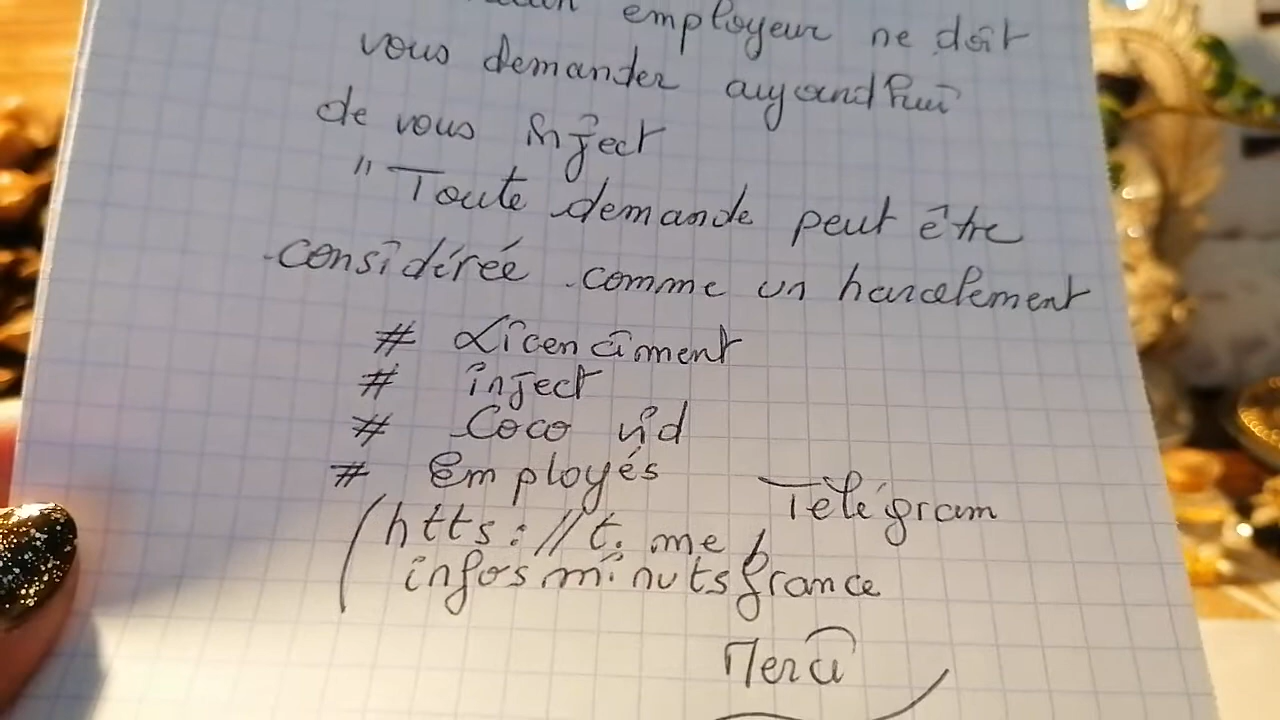 employeur ne doit
vous demander aujourd'hui
de vous inject
" Toute demande peut être
considérée comme un harcelement
# Licenciment
# inject
# Coco vid
# Employés
Télégram
(htts://t.me/
infosminutsfrance
Merci